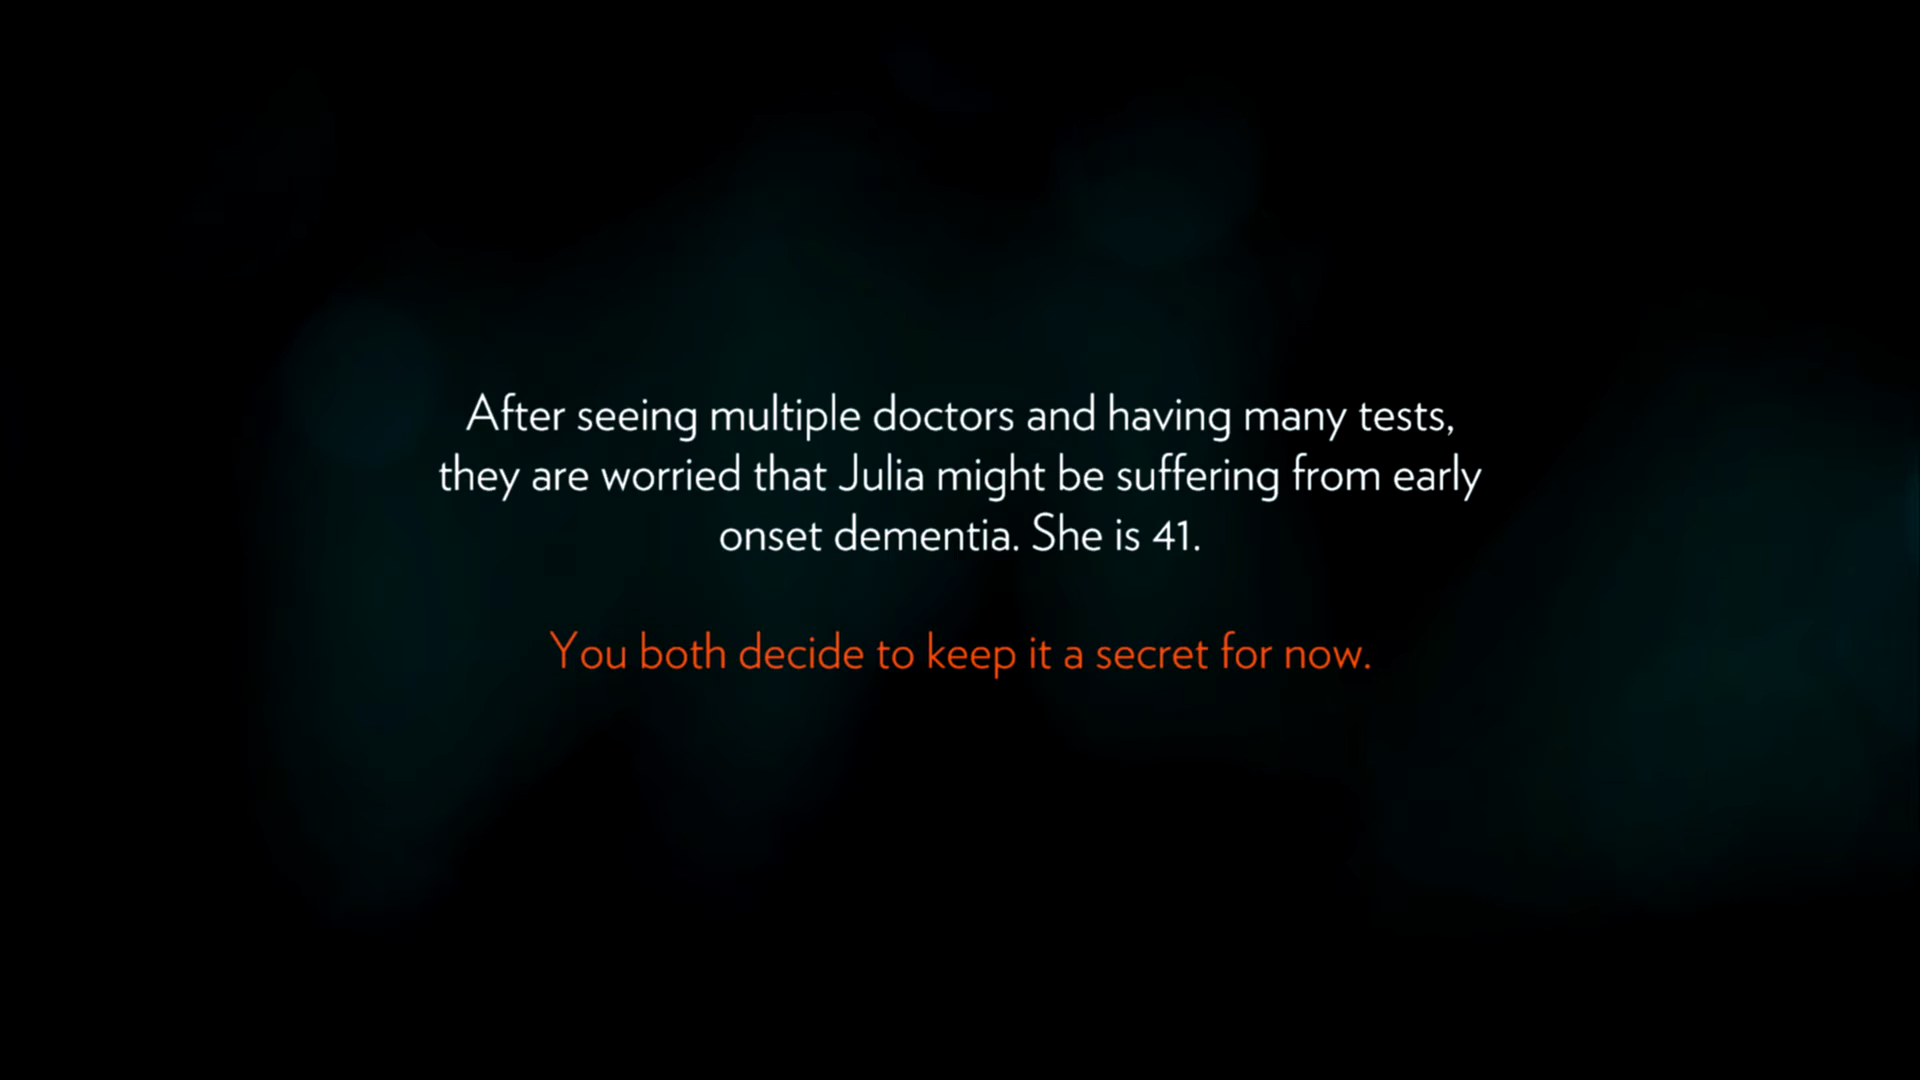 After seeing multiple doctors and having many tests,
they are worried that Julia might be suffering from early
onset dementia. She is 41.
You both decide to keep it a secret for now.